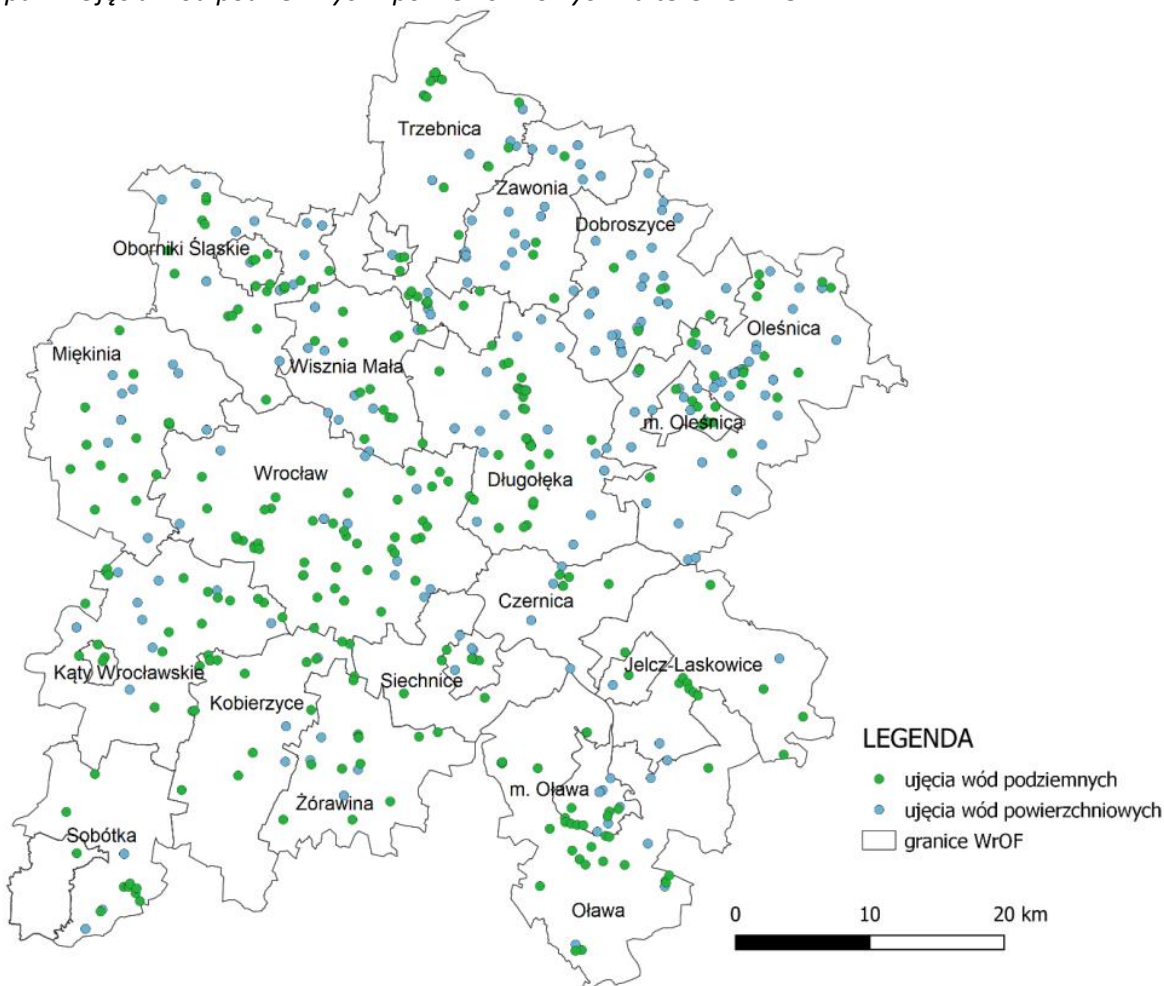 Trzebnica
Zawonia
Dobroszyce
Oborniki Śląskie
Oleśnica
Miękinia
Wisznia Mała
m. Oleśnica
Wrocław
Długołęka
Czernica
Kąty Wrocławskie
Siechnice
Jelcz-Laskowice
Kobierzyce
LEGENDA
ujęcia wód podziemnych
m. Oława
Żórawina
ujęcia wód powierzchniowych
Sobótka
granice WrOF
Oława
0 10 20 km